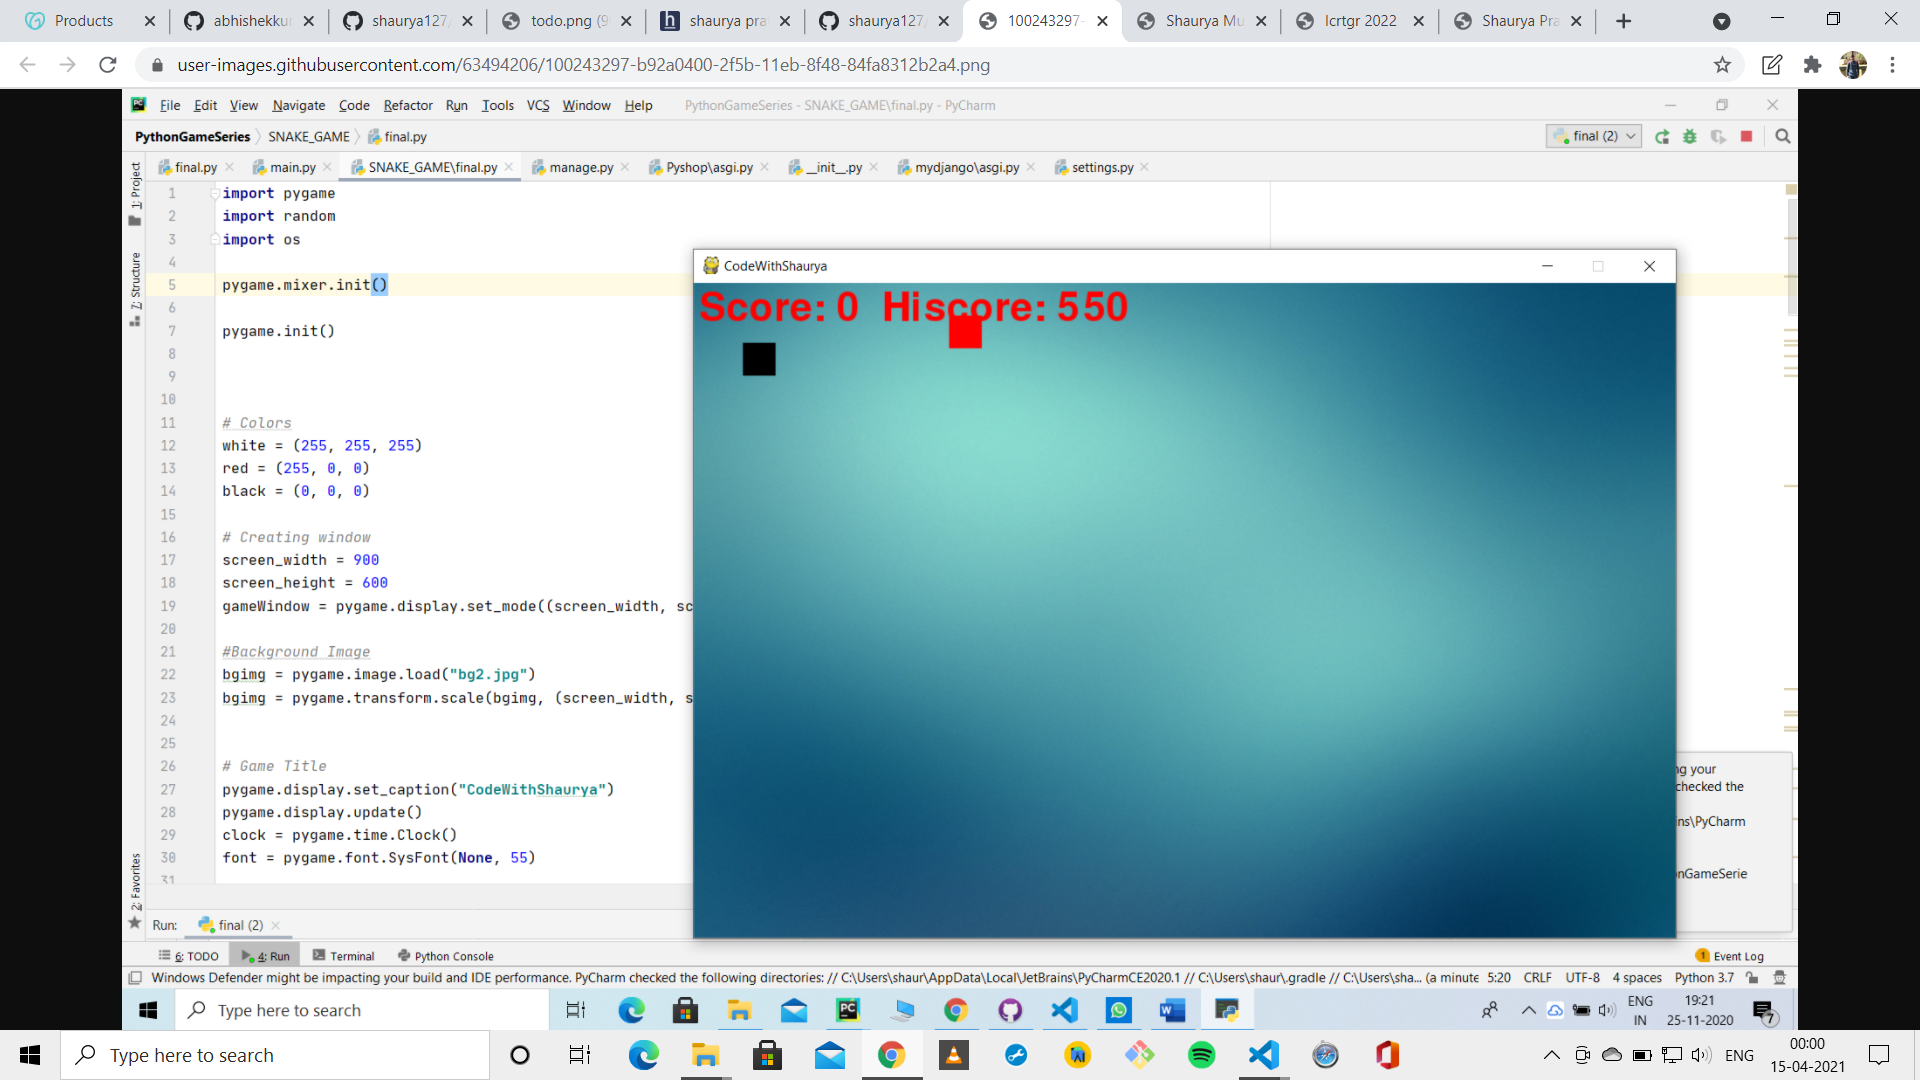 Products
abhishekku
shaurya127/
todo.png (9
shaurya pra
shaurya127/
100243297-
Shaurya Mu
Icrtgr 2022
Shaurya Pra
user-images.githubusercontent.com/63494206/100243297-b92a0400-2f5b-11eb-8f48-84fa8312b2a4.png
File Edit View Navigate Code Refactor Run Tools VCS Window Help PythonGameSeries - SNAKE_GAME\final.py - PyCharm
PythonGameSeries SNAKE_GAME final.py final (2)
final.py main.py SNAKE_GAME\final.py manage.py Pyshop\asgi.py __init__.py mydjango\asgi.py settings.py
1: Project
7: Structure
2: Favorites
1 import pygame
2 import random
3 import os
4
5 pygame.mixer.init()
6
7 pygame.init()
8
9
10
11 # Colors
12 white = (255, 255, 255)
13 red = (255, 0, 0)
14 black = (0, 0, 0)
15
16 # Creating window
17 screen_width = 900
18 screen_height = 600
19 gameWindow = pygame.display.set_mode((screen_width, sc
20
21 #Background Image
22 bgimg = pygame.image.load("bg2.jpg")
23 bgimg = pygame.transform.scale(bgimg, (screen_width, s
24
25
26 # Game Title
27 pygame.display.set_caption("CodeWithShaurya")
28 pygame.display.update()
29 clock = pygame.time.Clock()
30 font = pygame.font.SysFont(None, 55)
31
CodeWithShaurya
Score: 0 Hiscore: 550
ng your
checked the
ins\PyCharm
nGameSerie
Run: final (2)
6: TODO 4: Run Terminal Python Console 1 Event Log
Windows Defender might be impacting your build and IDE performance. PyCharm checked the following directories: // C:\Users\shaur\AppData\Local\JetBrains\PyCharmCE2020.1 // C:\Users\shaur\.gradle // C:\Users\sha... (a minute 5:20 CRLF UTF-8 4 spaces Python 3.7
Type here to search
ENG
IN
19:21
25-11-2020
7
Type here to search
ENG
00:00
15-04-2021